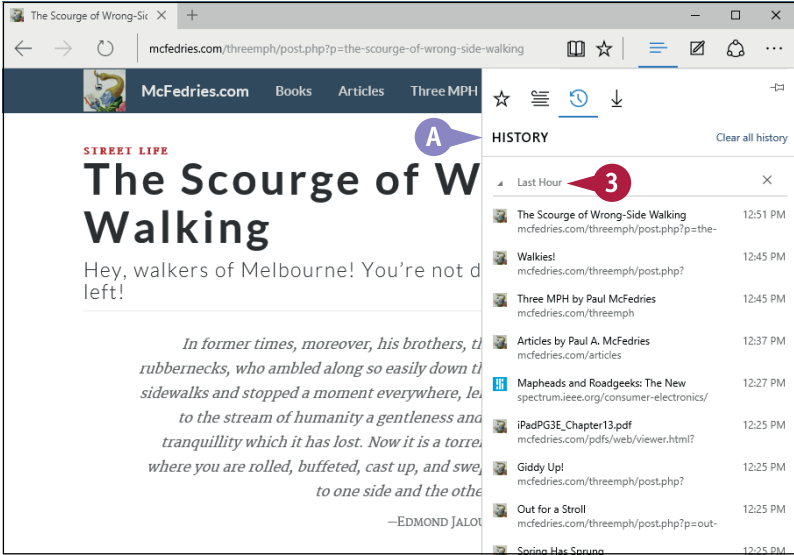 The Scourge of Wrong-Sic
mcfedries.com/threemph/post.php?p=the-scourge-of-wrong-side-walking
McFedries.com Books Articles Three MPH
STREET LIFE
The Scourge of W
Walking
Hey, walkers of Melbourne! You're not d
left!
In former times, moreover, his brothers, th
rubbernecks, who ambled along so easily down th
sidewalks and stopped a moment everywhere, le
to the stream of humanity a gentleness and
tranquillity which it has lost. Now it is a torre
where you are rolled, buffeted, cast up, and swep
to one side and the othe
—EDMOND JALOU
A
HISTORY Clear all history
Last Hour
3
The Scourge of Wrong-Side Walking 12:51 PM
mcfedries.com/threemph/post.php?p=the-
Walkies! 12:45 PM
mcfedries.com/threemph/post.php?
Three MPH by Paul McFedries 12:45 PM
mcfedries.com/threemph
Articles by Paul A. McFedries 12:37 PM
mcfedries.com/articles
Mapheads and Roadgeeks: The New 12:27 PM
spectrum.ieee.org/consumer-electronics/
iPadPG3E_Chapter13.pdf 12:25 PM
mcfedries.com/pdfs/web/viewer.html?
Giddy Up! 12:25 PM
mcfedries.com/threemph/post.php?
Out for a Stroll 12:25 PM
mcfedries.com/threemph/post.php?p=out-
Spring Has Sprung 12:25 PM